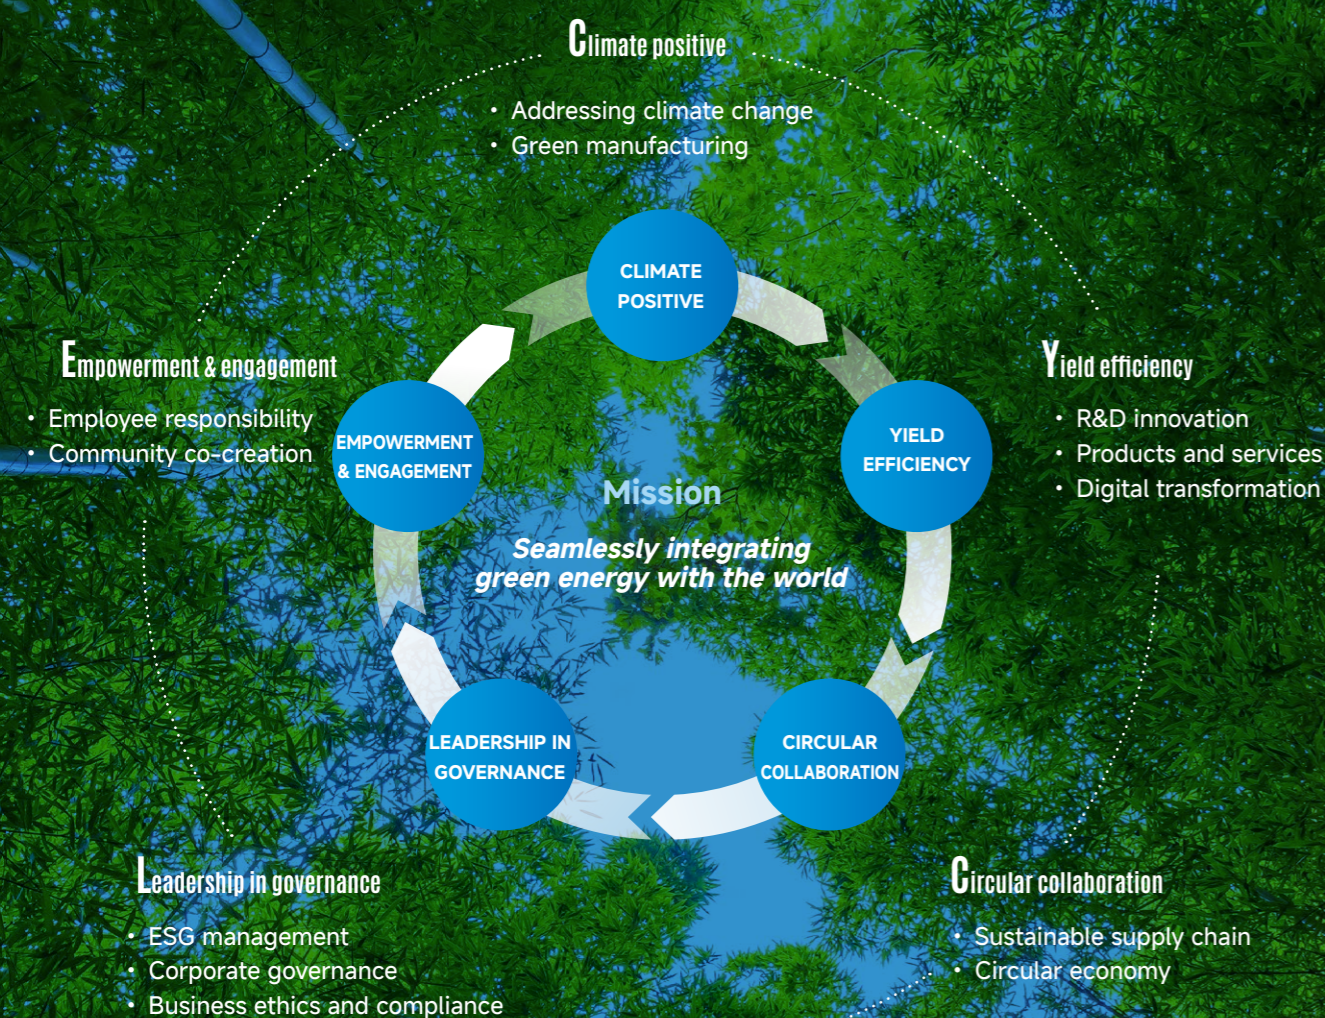 Climate positive
• Addressing climate change
• Green manufacturing
CLIMATE
POSITIVE
Empowerment & engagement
• Employee responsibility
• Community co-creation
EMPOWERMENT
& ENGAGEMENT
YIELD
EFFICIENCY
Yield efficiency
• R&D innovation
• Products and services
• Digital transformation
Mission
Seamlessly integrating
green energy with the world
LEADERSHIP IN
GOVERNANCE
CIRCULAR
COLLABORATION
Leadership in governance
• ESG management
• Corporate governance
• Business ethics and compliance
Circular collaboration
• Sustainable supply chain
• Circular economy